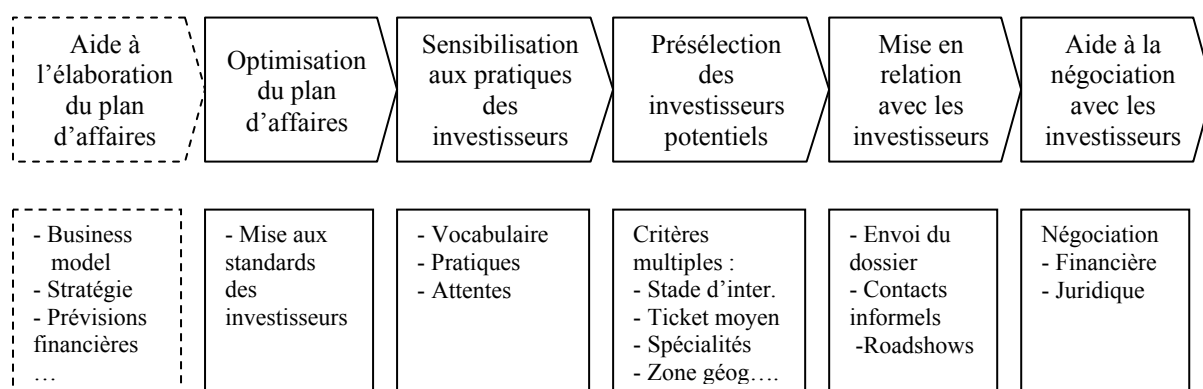 Aide à
l’élaboration
du plan
d’affaires
Optimisation
du plan
d’affaires
Sensibilisation
aux pratiques
des
investisseurs
Présélection
des
investisseurs
potentiels
Mise en
relation
avec les
investisseurs
Aide à la
négociation
avec les
investisseurs
- Business
model
- Stratégie
- Prévisions
financières
…
- Mise aux
standards
des
investisseurs
- Vocabulaire
- Pratiques
- Attentes
Critères
multiples :
- Stade d’inter.
- Ticket moyen
- Spécialités
- Zone géog….
- Envoi du
dossier
- Contacts
informels
-Roadshows
Négociation
- Financière
- Juridique